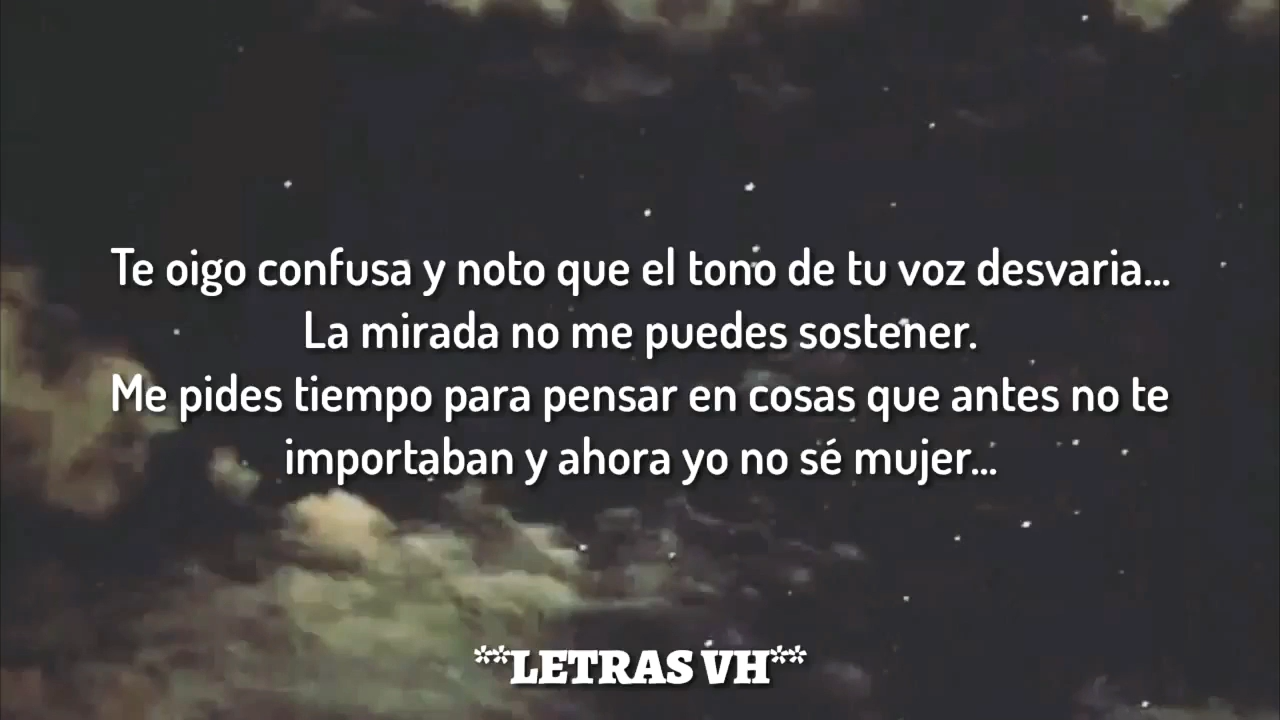 Te oigo confusa y noto que el tono de tu voz desvaria...
La mirada no me puedes sostener.
Me pides tiempo para pensar en cosas que antes no te
importaban y ahora yo no sé mujer...
**LETRAS VH**